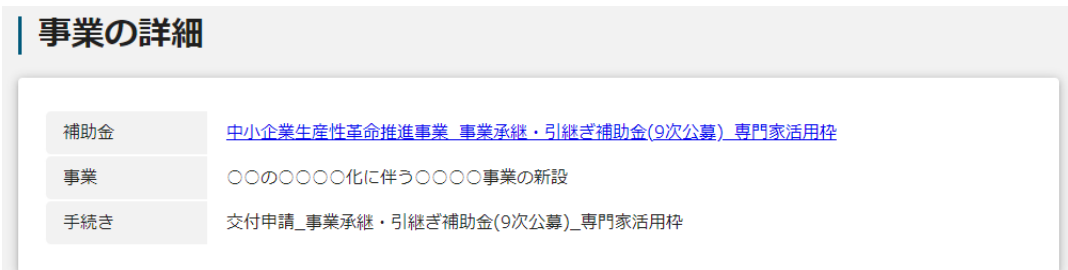 事業の詳細
補助金 中小企業生産性革命推進事業_事業承継・引継ぎ補助金(9次公募)_専門家活用枠
事業 ○○の○○○○化に伴う○○○○事業の新設
手続き 交付申請_事業承継・引継ぎ補助金(9次公募)_専門家活用枠